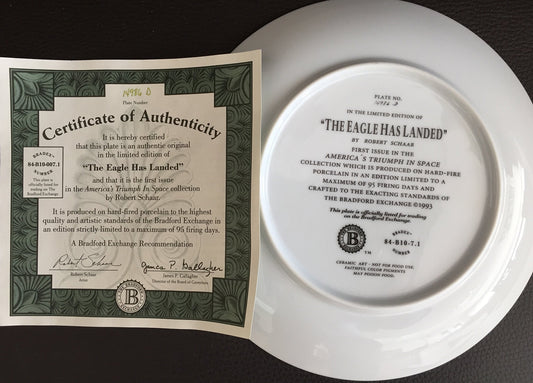 14986 D
Plate Number
Certificate of Authenticity
It is hereby certified
that this plate is an authentic original
in the limited edition of
"The Eagle Has Landed"
and that it is the first issue
in the America's Triumph In Space collection
by Robert Schaar.
It is produced on hard-fired porcelain to the highest
quality and artistic standards of the Bradford Exchange in
an edition strictly limited to a maximum of 95 firing days.
A Bradford Exchange Recommendation
Robert Schaar
Robert Schaar
Artist
James P. Gallagher
James P. Gallagher
Director of the Board of Governors
BRADEX
84-B10-007.1
NUMBER
This plate is
officially listed for
trading on the
Bradford Exchange
B
PLATE NO.
14986 D
IN THE LIMITED EDITION OF
"THE EAGLE HAS LANDED"
BY ROBERT SCHAAR
FIRST ISSUE IN THE
AMERICA'S TRIUMPH IN SPACE
COLLECTION WHICH IS PRODUCED ON HARD-FIRE
PORCELAIN IN AN EDITION LIMITED TO A
MAXIMUM OF 95 FIRING DAYS AND
CRAFTED TO THE EXACTING STANDARDS OF
THE BRADFORD EXCHANGE ©1993
This plate is officially listed for trading
on the Bradford Exchange.
B
TM
BRADEX
84-B10-7.1
NUMBER
CERAMIC ART - NOT FOR FOOD USE.
FAITHFUL COLOR PIGMENTS
MAY POISON FOOD.